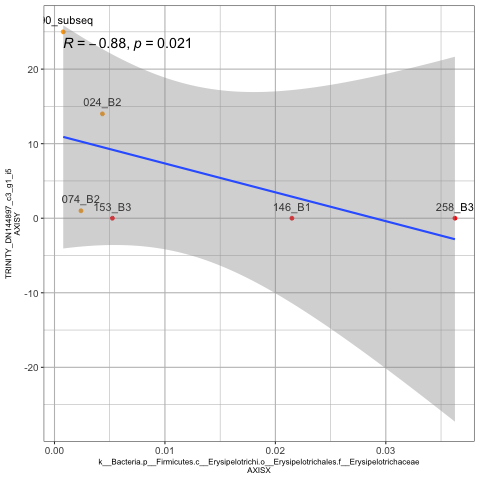 00_subseq
R = −0.88, p = 0.021
20
024_B2
10
074_B2
153_B3
146_B1
258_B3
0
-10
-20
0.00
0.01
0.02
0.03
TRINITY_DN144897_c3_g1_i5
AXISY
k__Bacteria.p__Firmicutes.c__Erysipelotrichi.o__Erysipelotrichales.f__Erysipelotrichaceae
AXISX